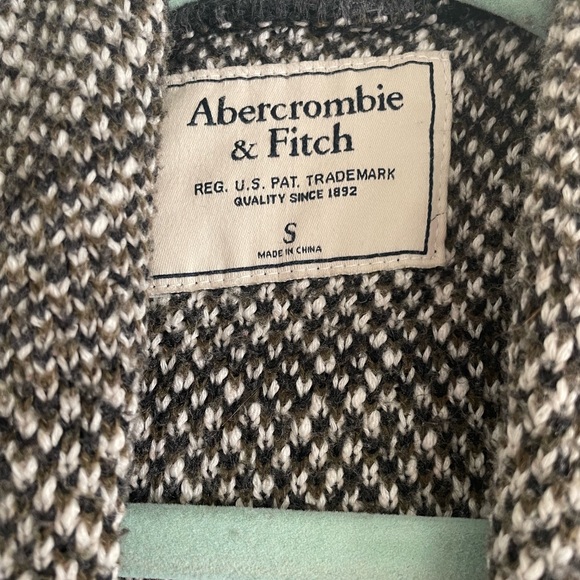 Abercrombie
& Fitch
REG. U.S. PAT. TRADEMARK
QUALITY SINCE 1892
S
MADE IN CHINA